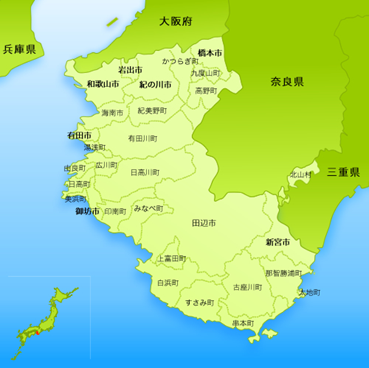 大阪府
兵庫県
橋本市
かつらぎ町
岩出市
九度山町
和歌山市
紀の川市
奈良県
高野町
海南市
紀美野町
有田市
有田川町
湯浅町
広川町
由良町
日高川町
北山村
三重県
日高町
美浜町
御坊市
印南町
みなべ町
田辺市
新宮市
上富田町
那智勝浦町
白浜町
古座川町
太地町
すさみ町
串本町